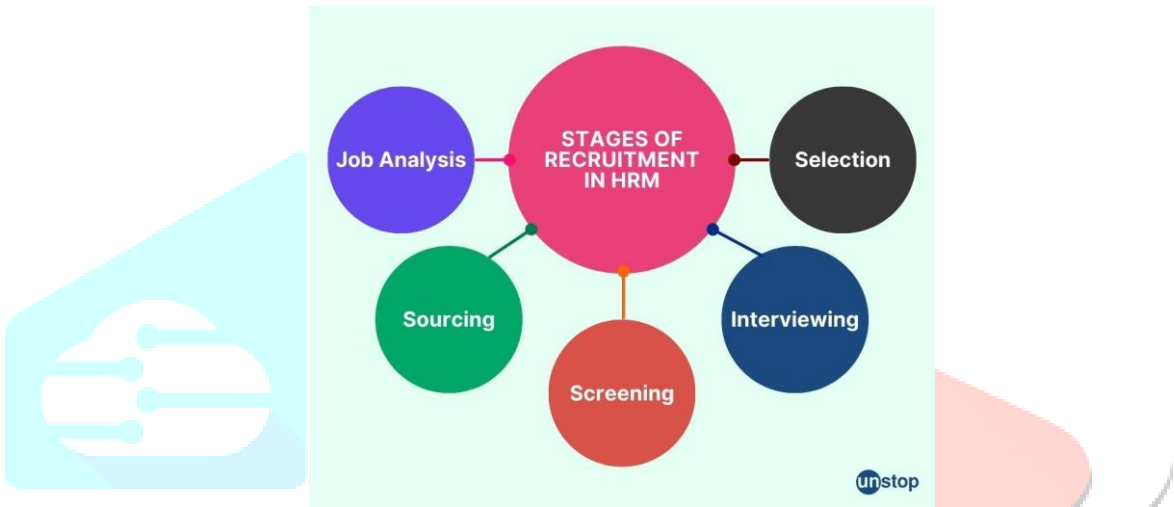 STAGES OF
RECRUITMENT
IN HRM
Job Analysis
Selection
Sourcing
Interviewing
Screening
unstop